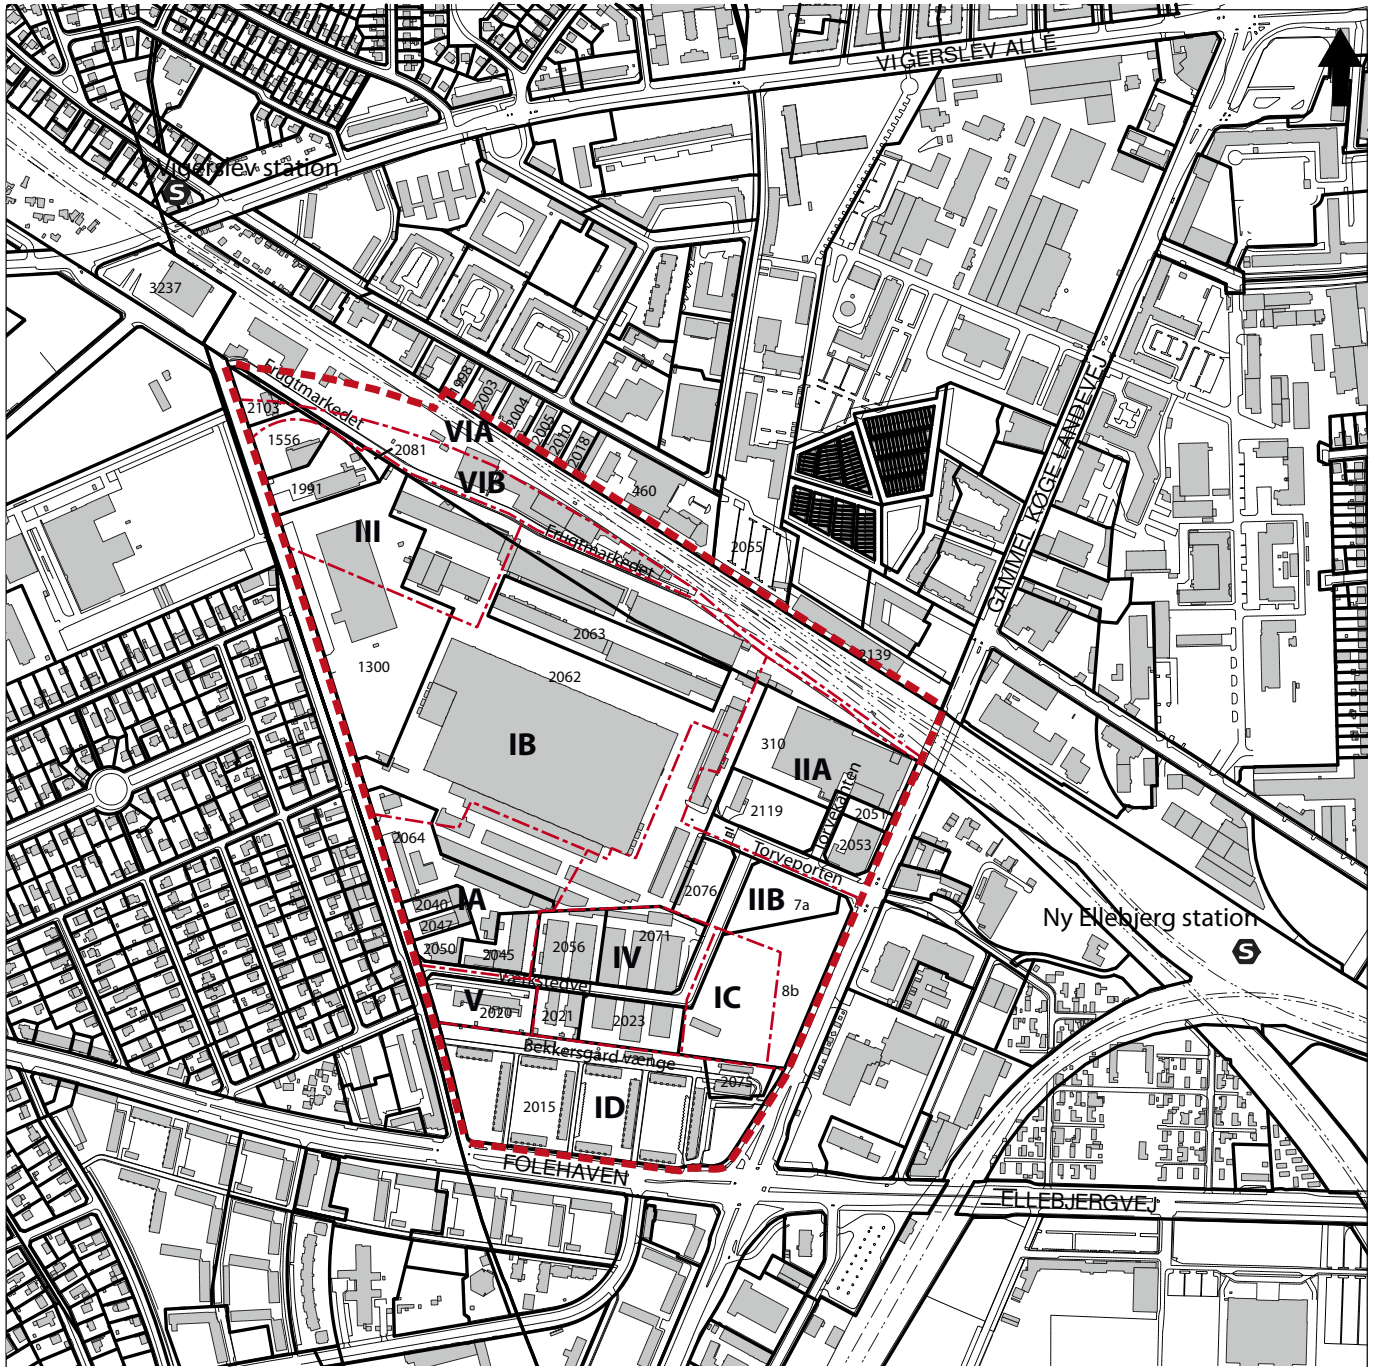 VIGERSLEV ALLE
Vigerslev station
S
3237
Frugtmarkedet
1998
2003
2004
2005
2010
2018
2103
VIA
1556
2081
VIB
460
1991
III
Frugtmarkedet
2055
GAMMEL KØGE LANDEVEJ
2063
2139
1300
2062
IB
310
IIA
Torvekanten
2119
2051
2064
2053
Torveporten
2040
IA
2076
IIB
7a
2047
2050
2045
2056
2071
IV
Ny Ellebjerg station
S
Værkstedvej
V
2020
2021
2023
IC
8b
Bekkersgård vænge
2075
2015
ID
FOLEHAVEN
ELLEBJERGVEJ